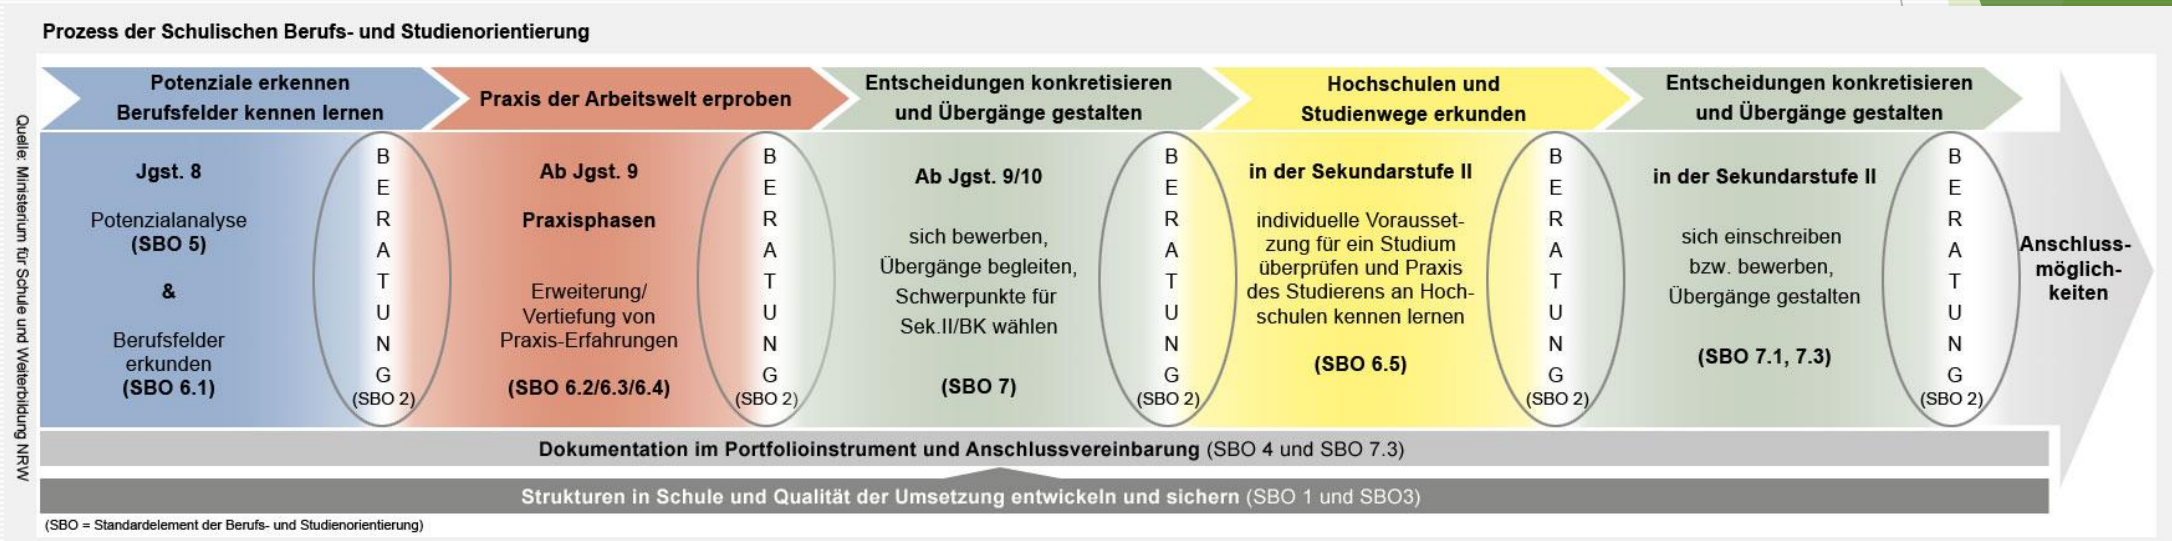 Prozess der Schulischen Berufs- und Studienorientierung
Quelle: Ministerium für Schule und Weiterbildung NRW
Potenziale erkennen
Berufsfelder kennen lernen
Jgst. 8
Potenzialanalyse
(SBO 5)
&
Berufsfelder
erkunden
(SBO 6.1)
B
E
R
A
T
U
N
G
(SBO 2)
Praxis der Arbeitswelt erproben
Ab Jgst. 9
Praxisphasen
Erweiterung/
Vertiefung von
Praxis-Erfahrungen
(SBO 6.2/6.3/6.4)
B
E
R
A
T
U
N
G
(SBO 2)
Entscheidungen konkretisieren
und Übergänge gestalten
Ab Jgst. 9/10
sich bewerben,
Übergänge begleiten,
Schwerpunkte für
Sek.II/BK wählen
(SBO 7)
B
E
R
A
T
U
N
G
(SBO 2)
Hochschulen und
Studienwege erkunden
in der Sekundarstufe II
individuelle Vorausset-
zung für ein Studium
überprüfen und Praxis
des Studierens an Hoch-
schulen kennen lernen
(SBO 6.5)
B
E
R
A
T
U
N
G
(SBO 2)
Entscheidungen konkretisieren
und Übergänge gestalten
in der Sekundarstufe II
sich einschreiben
bzw. bewerben,
Übergänge gestalten
(SBO 7.1, 7.3)
B
E
R
A
T
U
N
G
(SBO 2)
Anschluss-
möglich-
keiten
Dokumentation im Portfolioinstrument und Anschlussvereinbarung (SBO 4 und SBO 7.3)
Strukturen in Schule und Qualität der Umsetzung entwickeln und sichern (SBO 1 und SBO3)
(SBO = Standardelement der Berufs- und Studienorientierung)